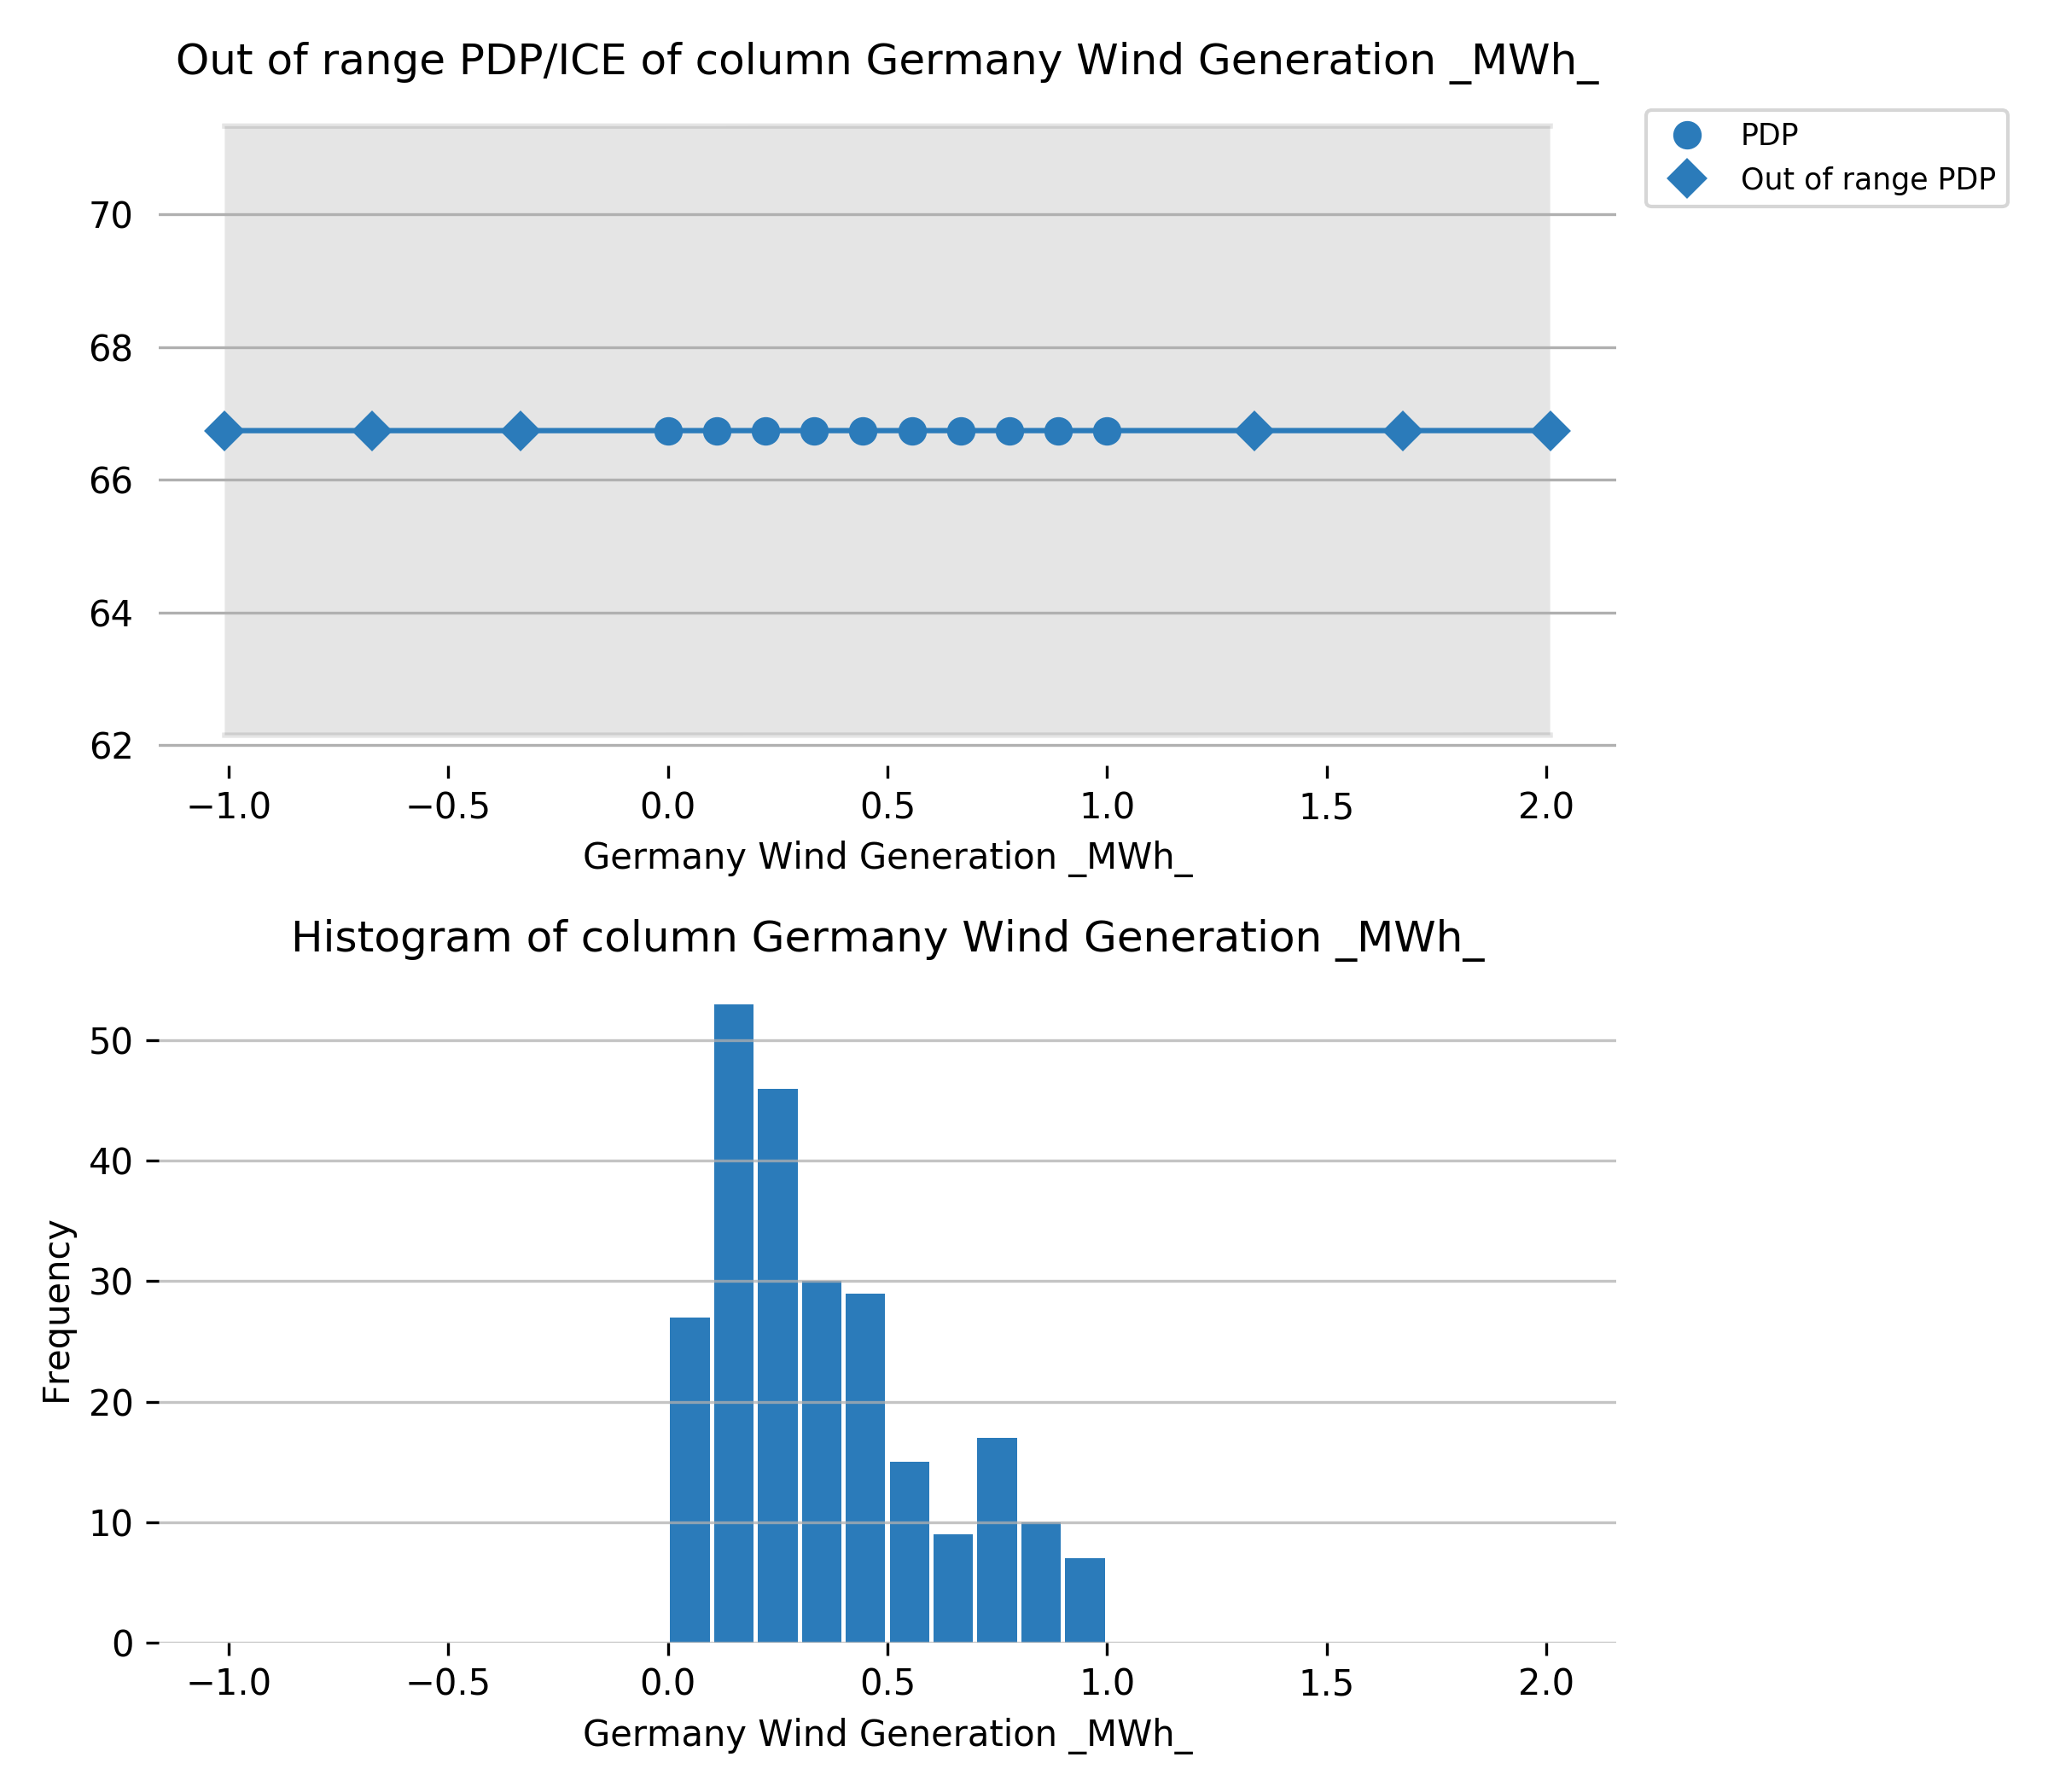 Out of range PDP/ICE of column Germany Wind Generation _MWh_
PDP
Out of range PDP
70
68
66
64
62
−1.0 −0.5 0.0 0.5 1.0 1.5 2.0
Germany Wind Generation _MWh_
Histogram of column Germany Wind Generation _MWh_
Frequency
50
40
30
20
10
0
−1.0 −0.5 0.0 0.5 1.0 1.5 2.0
Germany Wind Generation _MWh_